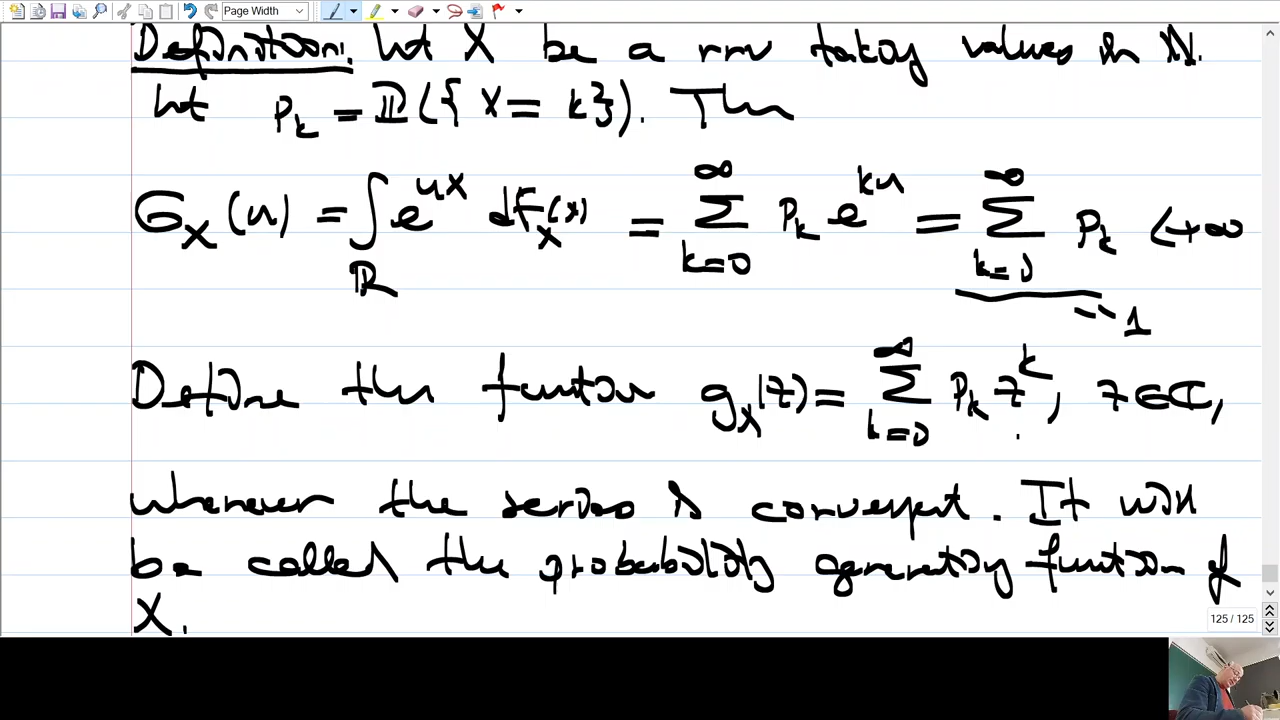 Page Width
Definition: Let X be a rrv taking values in ℕ.
Let p_k = ℙ({X = k}). Then
G_X(u) = ∫_ℝ e^{ux} dF_X(x) = ∑_{k=0}^∞ p_k e^{ku} = ∑_{k=0}^∞ p_k < +∞
= 1
Define the function g_X(z) = ∑_{k=0}^∞ p_k z^k, z ∈ ℂ,
whenever the series is convergent. It will
be called the probability generating function of
X.
125 / 125